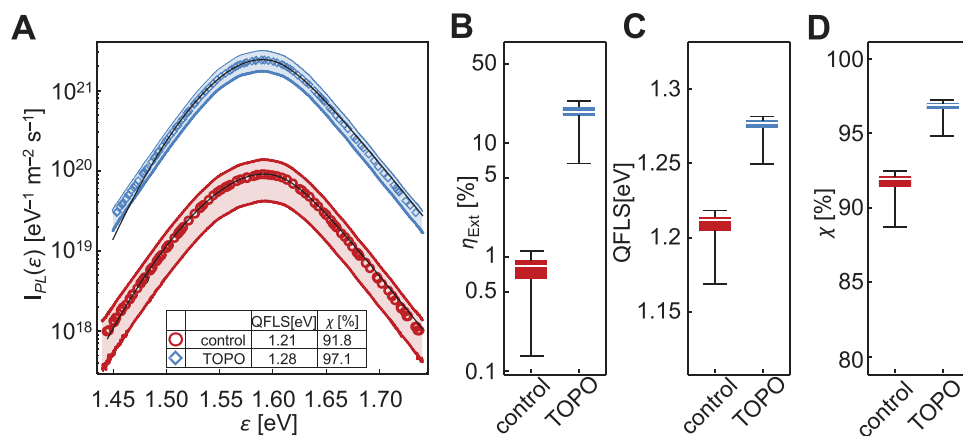 A
I_PL(ε) [eV⁻¹ m⁻² s⁻¹]
10²¹
10²⁰
10¹⁹
10¹⁸
QFLS[eV] χ [%]
control 1.21 91.8
TOPO 1.28 97.1
1.45 1.50 1.55 1.60 1.65 1.70
ε [eV]
B
η_Ext [%]
50
10
5
1
0.5
0.1
control TOPO
C
QFLS[eV]
1.3
1.25
1.2
1.15
control TOPO
D
χ [%]
100
95
90
85
80
control TOPO